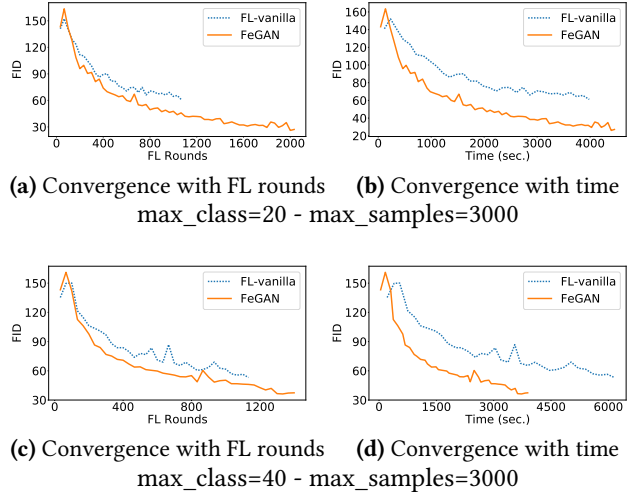 FID
150
120
90
60
30
FL-vanilla
FeGAN
0 400 800 1200 1600 2000
FL Rounds
FID
160
140
120
100
80
60
40
20
FL-vanilla
FeGAN
0 1000 2000 3000 4000
Time (sec.)
(a) Convergence with FL rounds (b) Convergence with time
max_class=20 - max_samples=3000
FID
150
120
90
60
30
FL-vanilla
FeGAN
0 400 800 1200
FL Rounds
FID
150
120
90
60
30
FL-vanilla
FeGAN
0 1500 3000 4500 6000
Time (sec.)
(c) Convergence with FL rounds (d) Convergence with time
max_class=40 - max_samples=3000